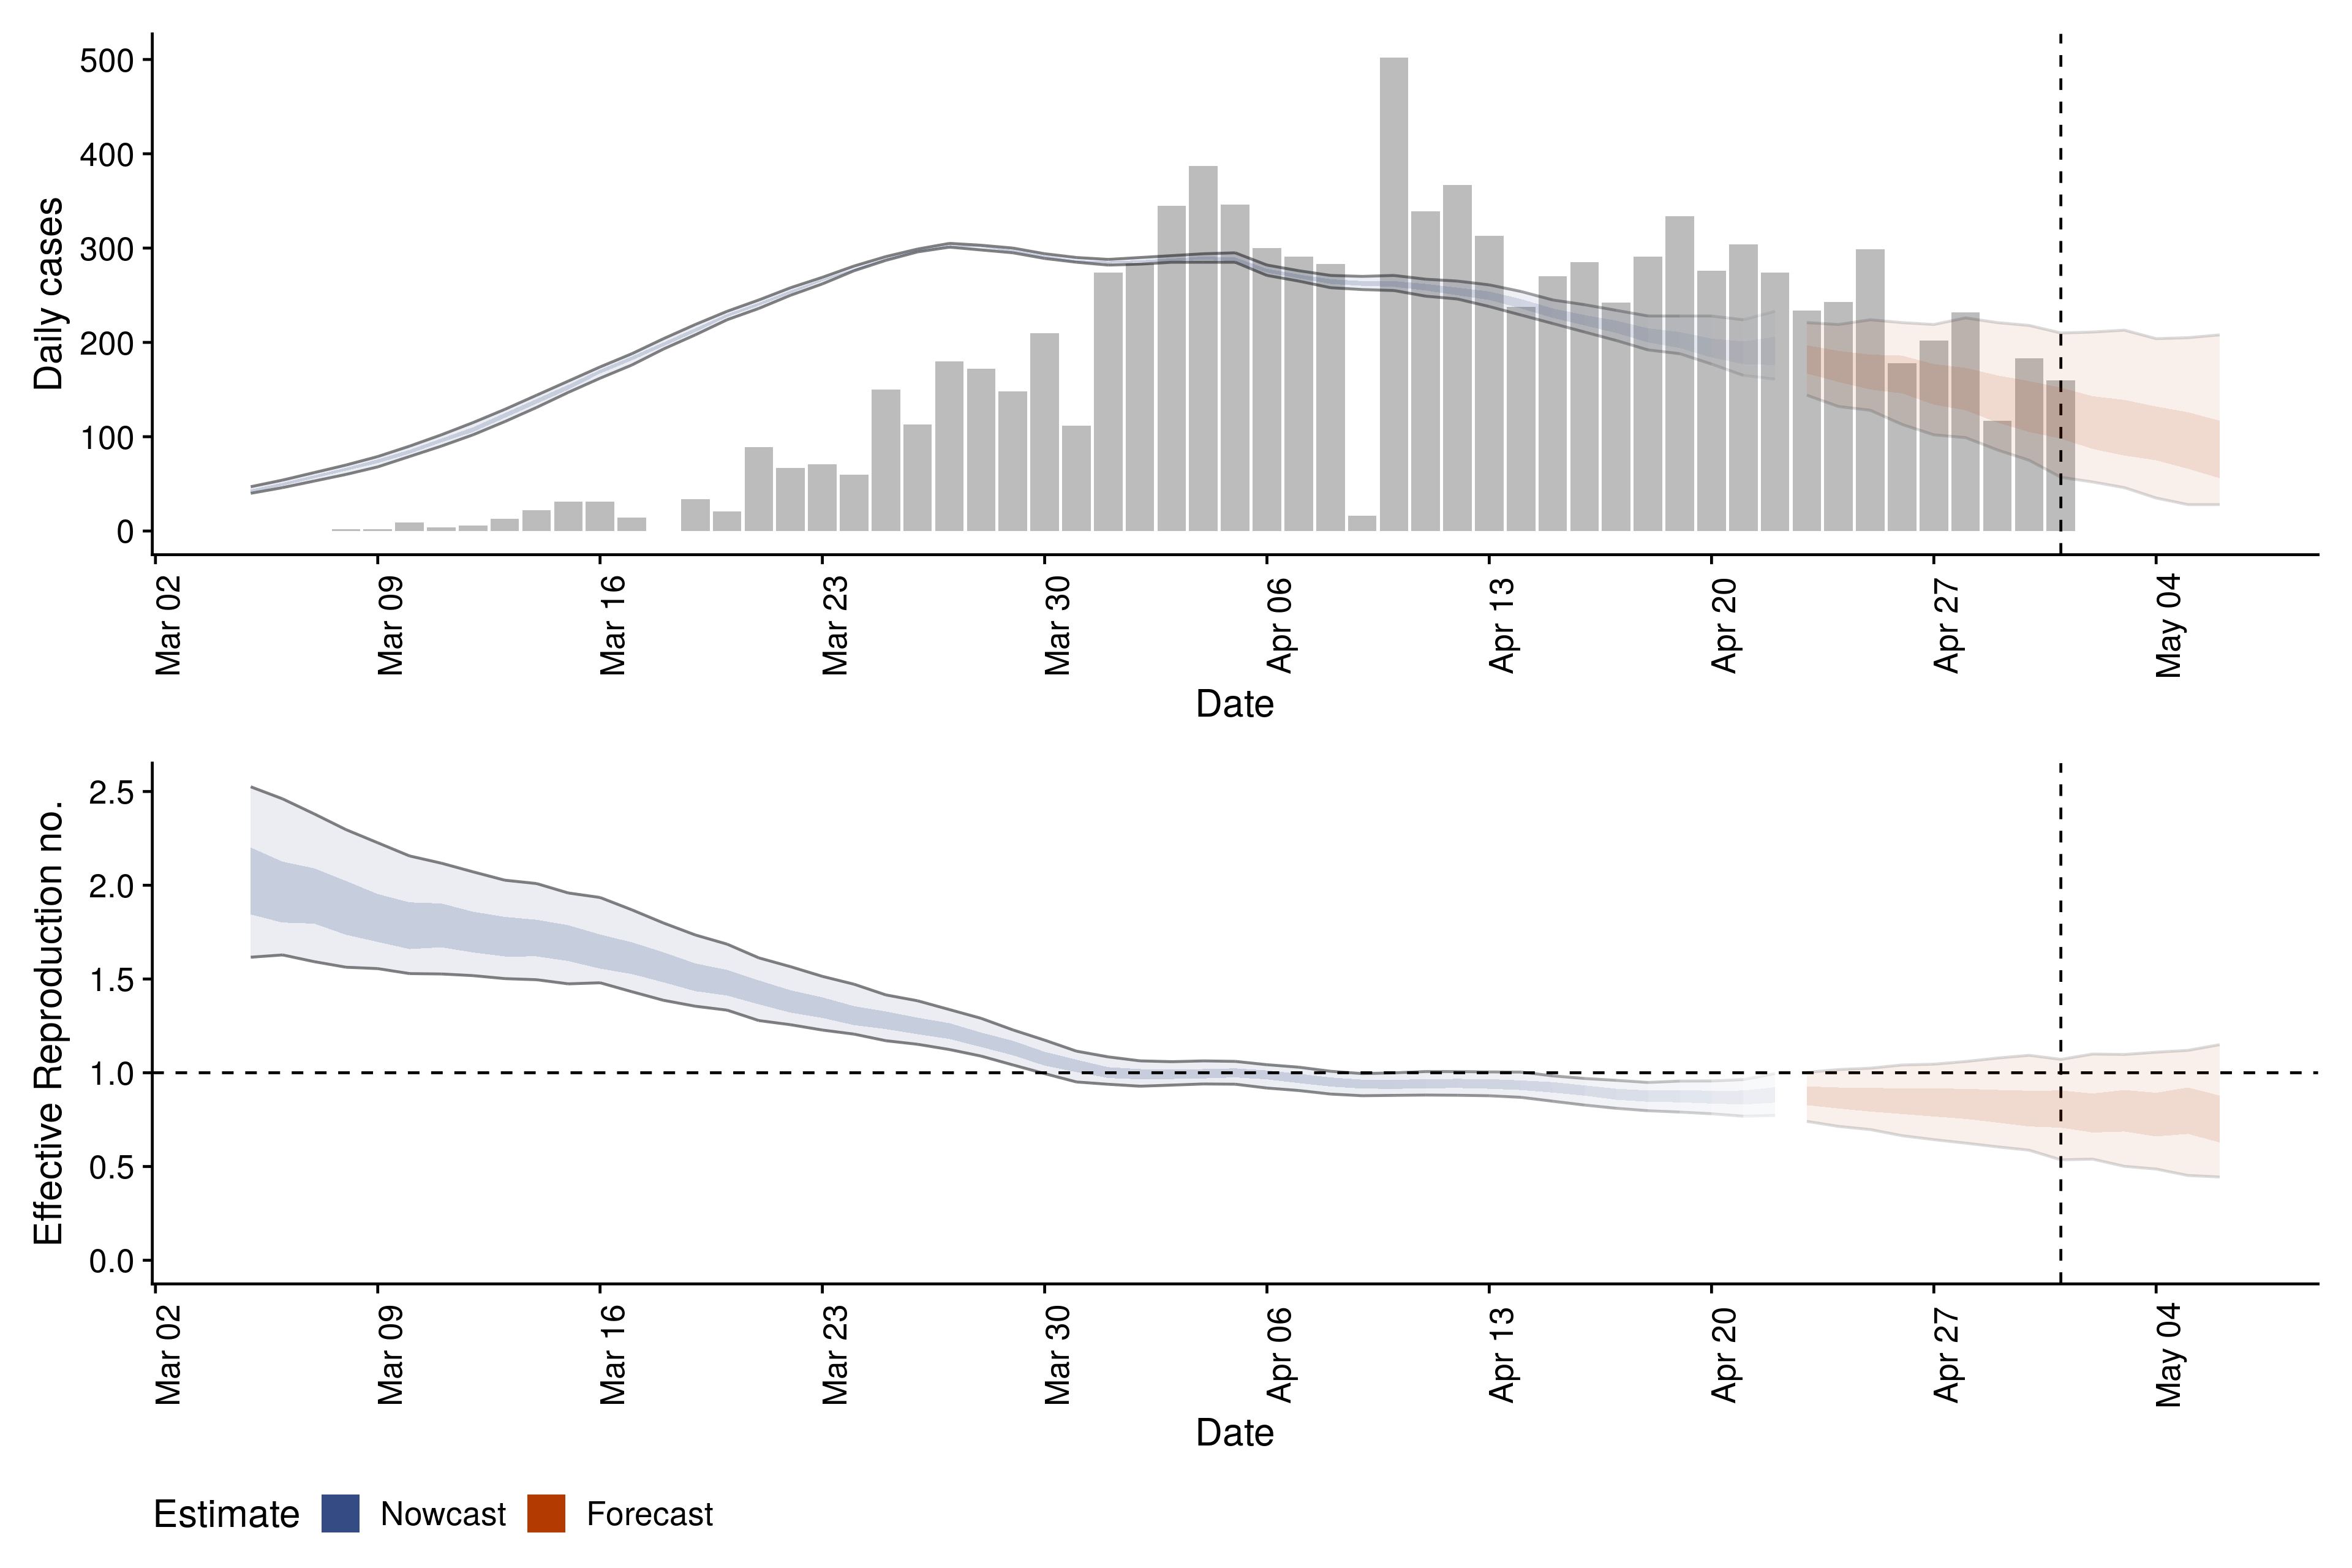 Daily cases
500
400
300
200
100
0
Mar 02
Mar 09
Mar 16
Mar 23
Mar 30
Apr 06
Apr 13
Apr 20
Apr 27
May 04
Date
Effective Reproduction no.
2.5
2.0
1.5
1.0
0.5
0.0
Mar 02
Mar 09
Mar 16
Mar 23
Mar 30
Apr 06
Apr 13
Apr 20
Apr 27
May 04
Date
Estimate Nowcast Forecast